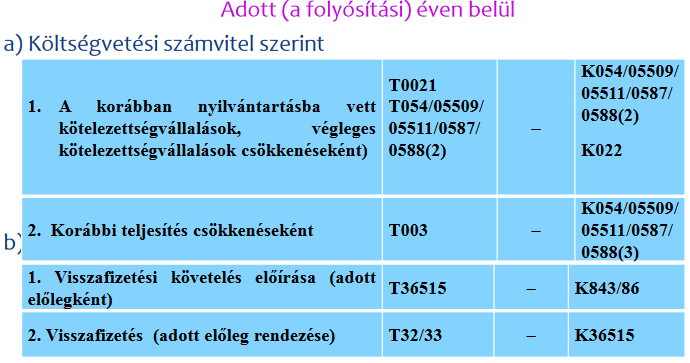 Adott (a folyósítási) éven belül
a) Költségvetési számvitel szerint
1. A korábban nyilvántartásba vett
kötelezettségvállalások, végleges
kötelezettségvállalások csökkenéseként)
T0021
T054/05509/
05511/0587/
0588(2)
–
K054/05509/
05511/0587/
0588(2)
K022
2. Korábbi teljesítés csökkenéseként
T003
–
K054/05509/
05511/0587/
0588(3)
b)
1. Visszafizetési követelés előírása (adott
előlegként)
T36515
–
K843/86
2. Visszafizetés (adott előleg rendezése)
T32/33
–
K36515